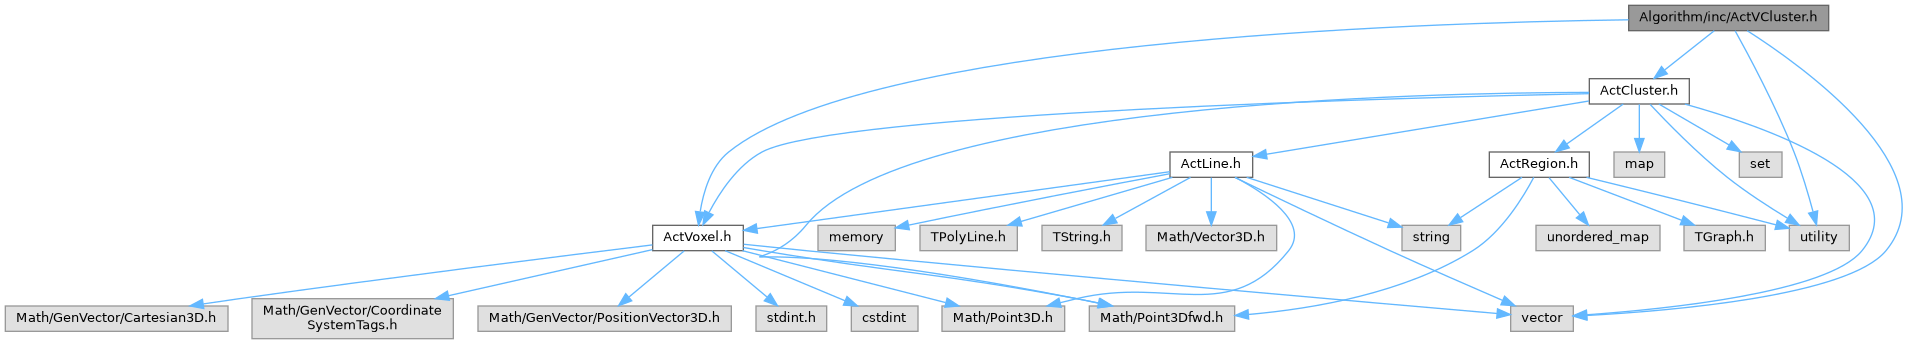 Algorithm/inc/ActVCluster.h
ActCluster.h
ActLine.h
ActRegion.h
map
set
ActVoxel.h
memory
TPolyLine.h
TString.h
Math/Vector3D.h
string
unordered_map
TGraph.h
utility
Math/GenVector/Cartesian3D.h
Math/GenVector/Coordinate
SystemTags.h
Math/GenVector/PositionVector3D.h
stdint.h
cstdint
Math/Point3D.h
Math/Point3Dfwd.h
vector